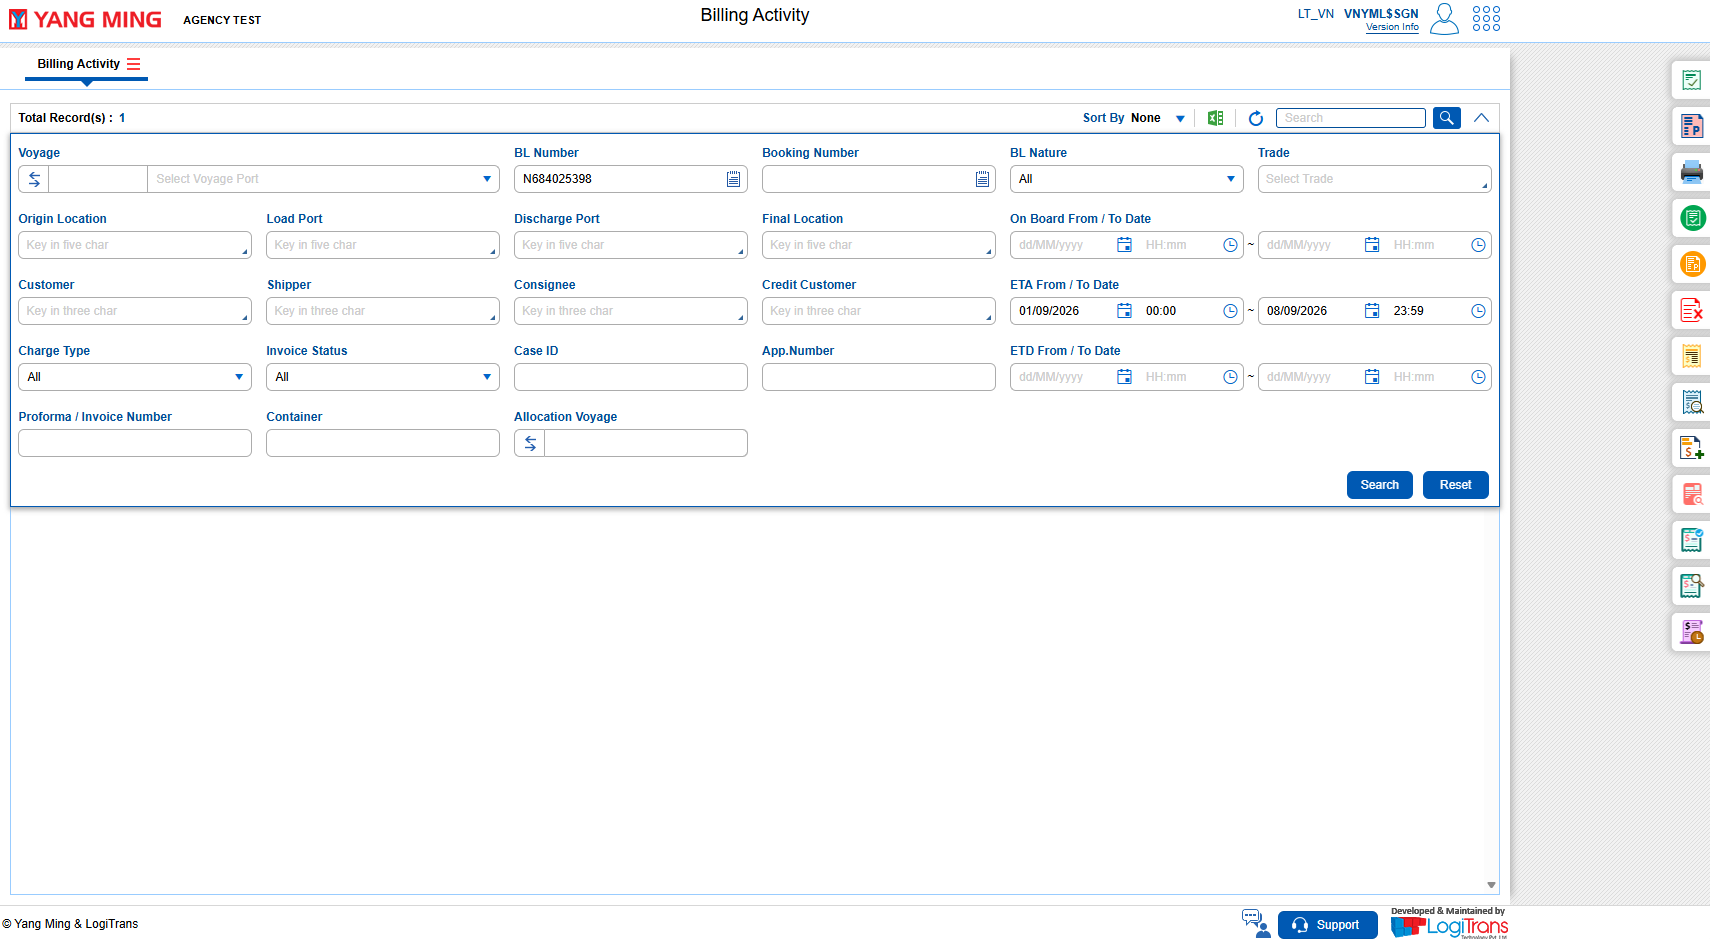 YANG MING AGENCY TEST
Billing Activity
LT_VN VNYML$SGN
Version Info
Billing Activity
Total Record(s) : 1
Sort By None
Search
Voyage BL Number Booking Number BL Nature Trade
Select Voyage Port N684025398 All Select Trade
Origin Location Load Port Discharge Port Final Location On Board From / To Date
Key in five char Key in five char Key in five char Key in five char dd/MM/yyyy HH:mm ~ dd/MM/yyyy HH:mm
Customer Shipper Consignee Credit Customer ETA From / To Date
Key in three char Key in three char Key in three char Key in three char 01/09/2026 00:00 ~ 08/09/2026 23:59
Charge Type Invoice Status Case ID App.Number ETD From / To Date
All All dd/MM/yyyy HH:mm ~ dd/MM/yyyy HH:mm
Proforma / Invoice Number Container Allocation Voyage
Search Reset
© Yang Ming & LogiTrans
Support
Developed & Maintained by
LogiTrans
Technology Pvt. Ltd